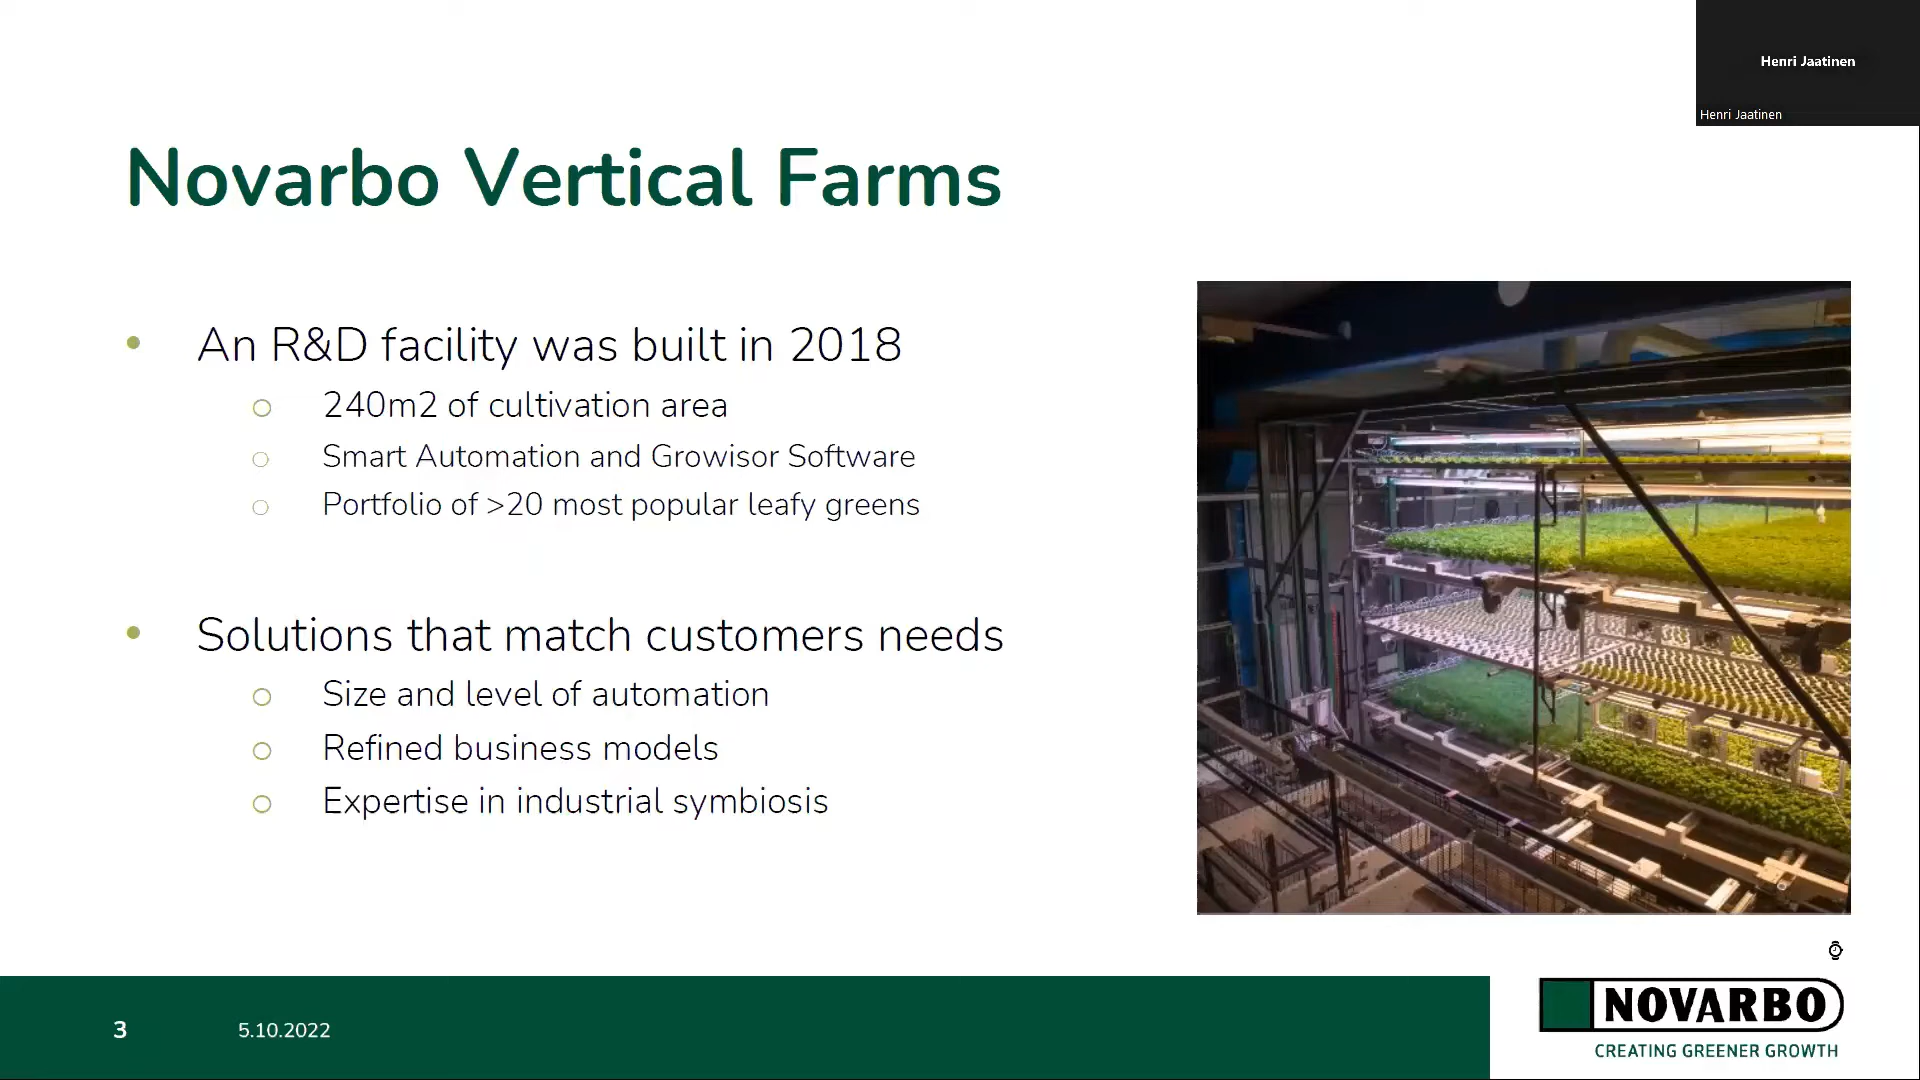 Henri Jaatinen
Henri Jaatinen
Novarbo Vertical Farms
An R&D facility was built in 2018
240m2 of cultivation area
Smart Automation and Growisor Software
Portfolio of >20 most popular leafy greens
Solutions that match customers needs
Size and level of automation
Refined business models
Expertise in industrial symbiosis
3
5.10.2022
NOVARBO
CREATING GREENER GROWTH